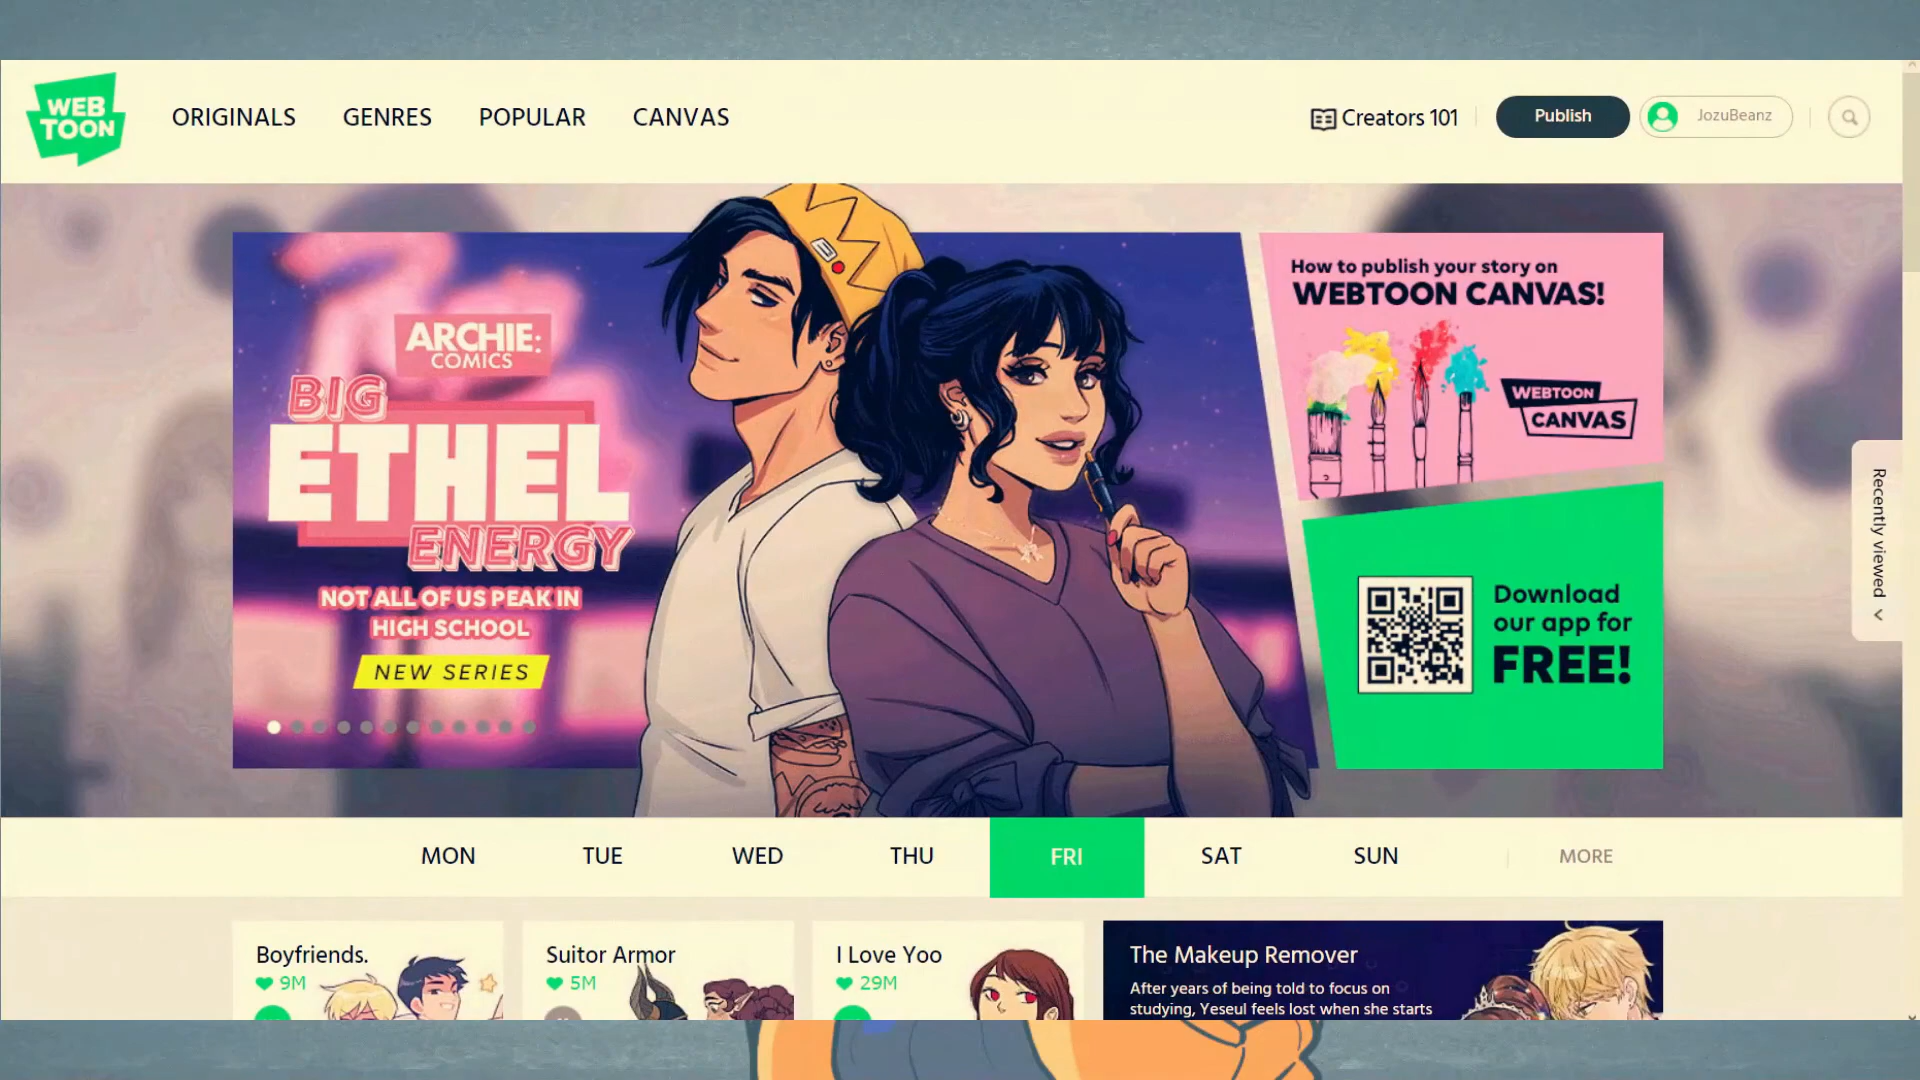 WEB
TOON
ORIGINALS
GENRES
POPULAR
CANVAS
Creators 101
Publish
JozuBeanz
ARCHIE:
COMICS
BIG
ETHEL
ENERGY
NOT ALL OF US PEAK IN
HIGH SCHOOL
NEW SERIES
How to publish your story on
WEBTOON CANVAS!
WEBTOON
CANVAS
Download
our app for
FREE!
Recently viewed
MON
TUE
WED
THU
FRI
SAT
SUN
MORE
Boyfriends.
9M
Suitor Armor
5M
I Love Yoo
29M
The Makeup Remover
After years of being told to focus on
studying, Yeseul feels lost when she starts